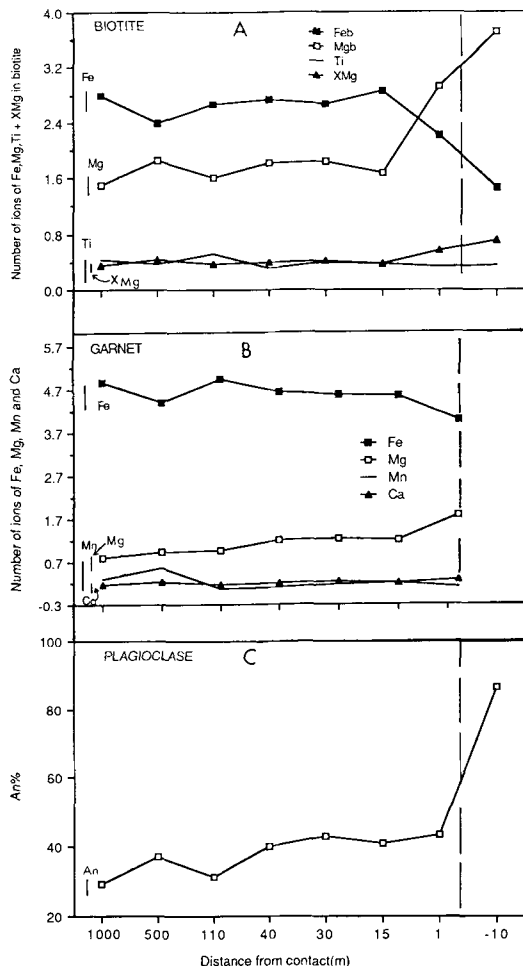 BIOTITE
A
Feb
Mgb
Ti
XMg
Fe
Mg
Ti
XMg
4.0
3.2
2.4
1.6
0.8
0.0
Number of ions of Fe,Mg,Ti + XMg in biotite
GARNET
B
Fe
Mg
Mn
Ca
Fe
Mn
Mg
Ca
5.7
4.7
3.7
2.7
1.7
0.7
-0.3
Number of ions of Fe, Mg, Mn and Ca
PLAGIOCLASE
C
An
100
80
60
40
20
An%
1000 500 110 40 30 15 1 -10
Distance from contact(m)